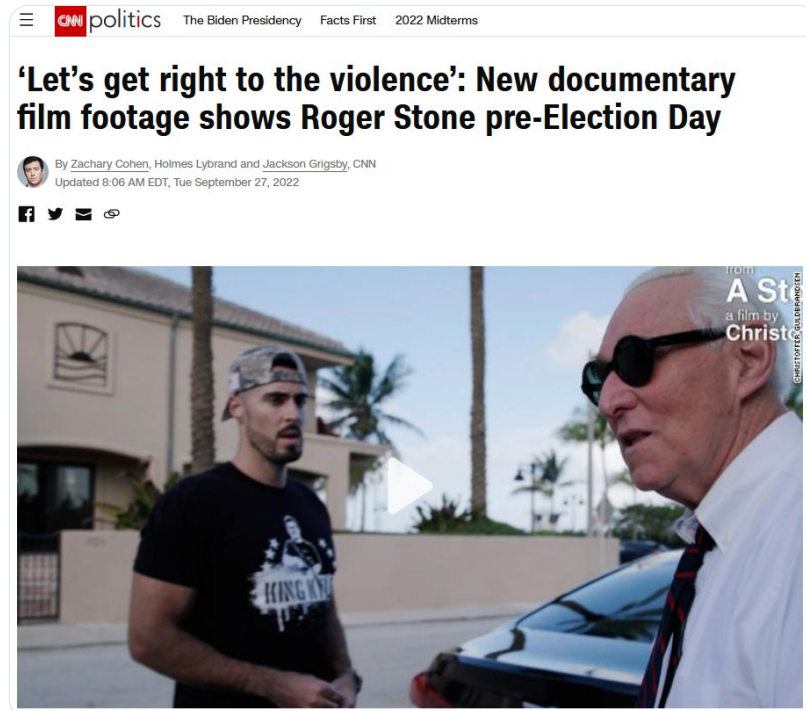 CNN politics The Biden Presidency Facts First 2022 Midterms
‘Let’s get right to the violence’: New documentary
film footage shows Roger Stone pre-Election Day
By Zachary Cohen, Holmes Lybrand and Jackson Grigsby, CNN
Updated 8:06 AM EDT, Tue September 27, 2022
from
A St
a film by
Christo
CHRISTOFFER GULDBRANDSEN
KING KY